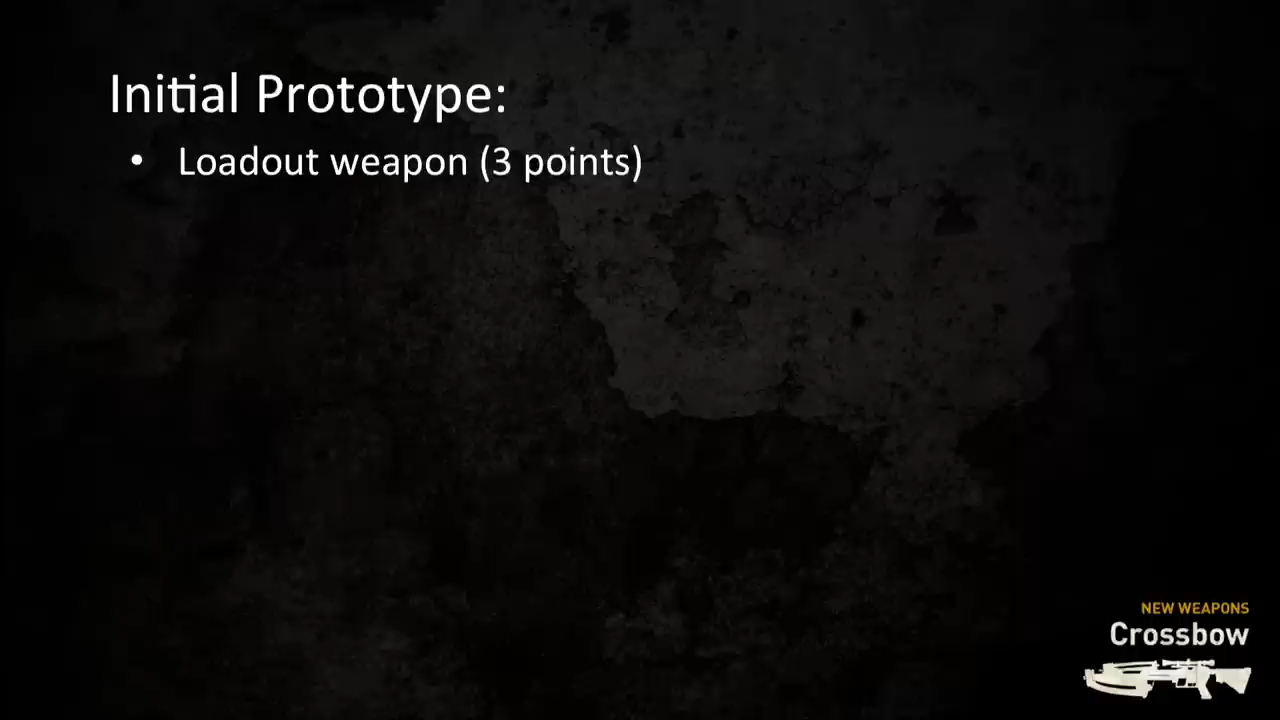 Initial Prototype:
• Loadout weapon (3 points)
NEW WEAPONS
Crossbow